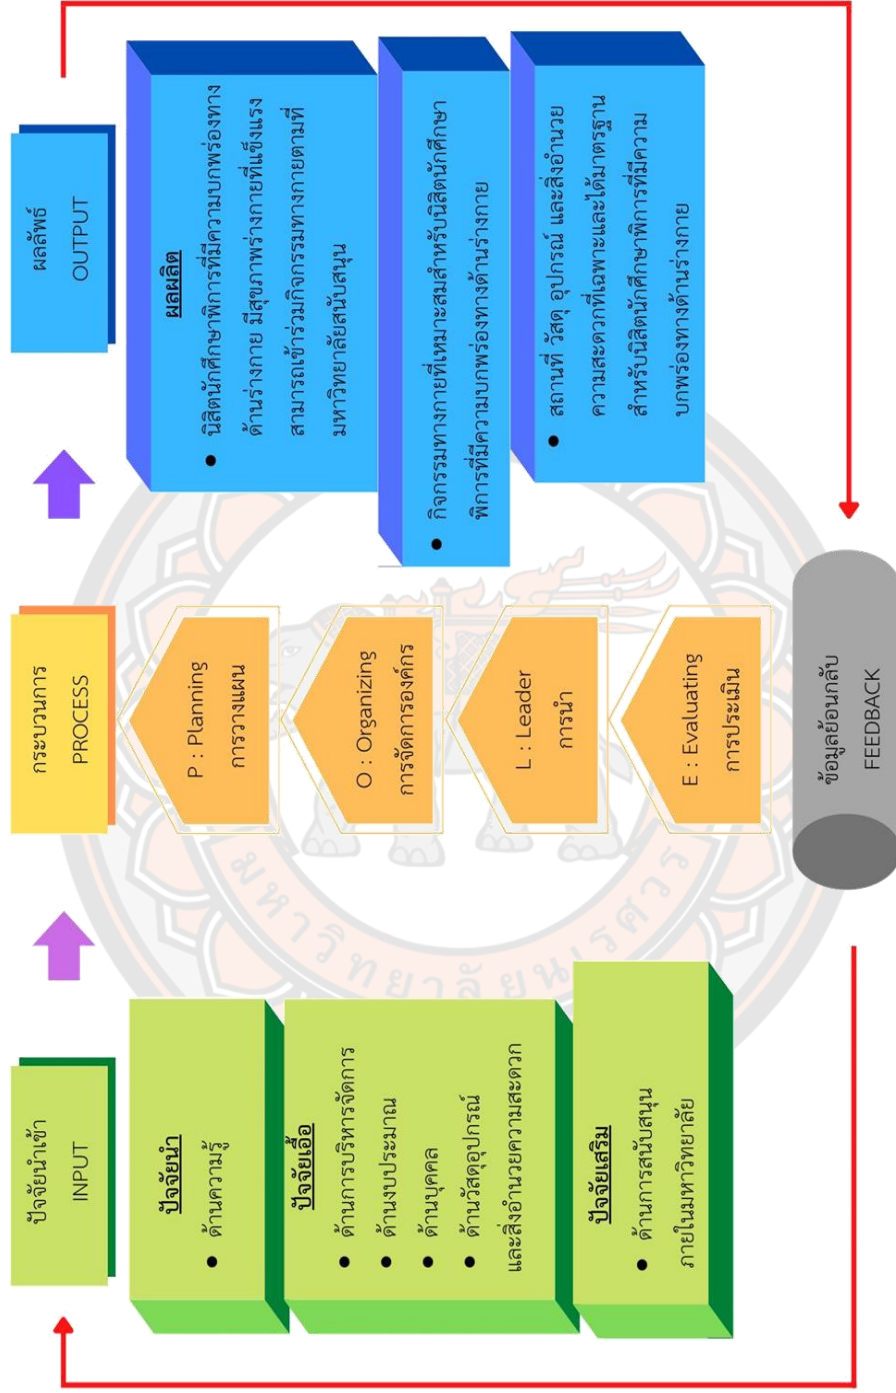 ปัจจัยนำเข้า
INPUT
ปัจจัยนำ
● ด้านความรู้
ปัจจัยเอื้อ
● ด้านการบริหารจัดการ
● ด้านงบประมาณ
● ด้านบุคคล
● ด้านวัสดุอุปกรณ์
และสิ่งอำนวยความสะดวก
ปัจจัยเสริม
● ด้านการสนับสนุน
ภายในมหาวิทยาลัย
กระบวนการ
PROCESS
P : Planning
การวางแผน
O : Organizing
การจัดการองค์กร
L : Leader
การนำ
E : Evaluating
การประเมิน
ผลลัพธ์
OUTPUT
ผลผลิต
● นิสิตนักศึกษาพิการที่มีความบกพร่องทาง
ด้านร่างกาย มีสุขภาพร่างกายที่แข็งแรง
สามารถเข้าร่วมกิจกรรมทางกายตามที่
มหาวิทยาลัยสนับสนุน
● กิจกรรมทางกายที่เหมาะสมสำหรับนิสิตนักศึกษา
พิการที่มีความบกพร่องทางด้านร่างกาย
● สถานที่ วัสดุ อุปกรณ์ และสิ่งอำนวย
ความสะดวกที่เฉพาะและได้มาตรฐาน
สำหรับนิสิตนักศึกษาพิการที่มีความ
บกพร่องทางด้านร่างกาย
ข้อมูลย้อนกลับ
FEEDBACK
มหาวิทยาลัยนเรศวร